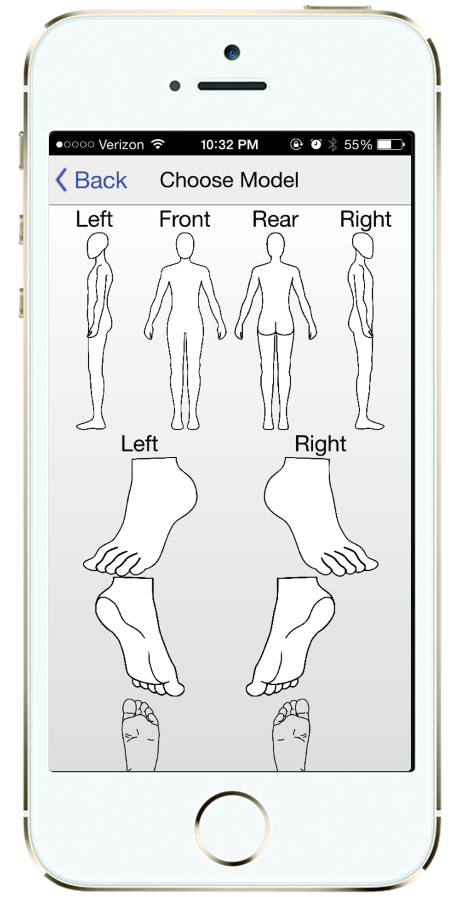 Verizon 10:32 PM 55%
Back Choose Model
Left Front Rear Right
Left Right